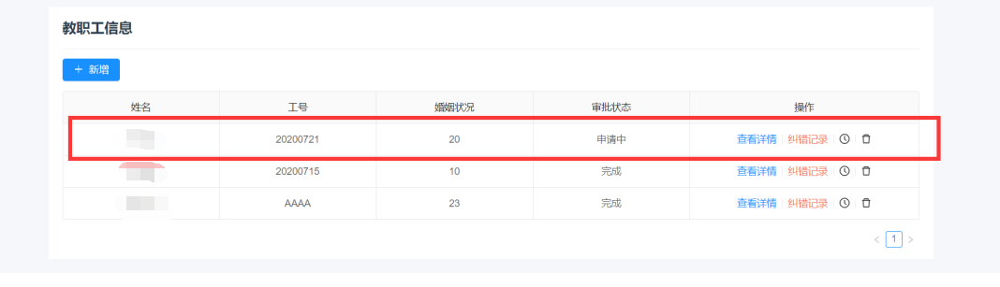 教职工信息
+ 新增
姓名 工号 婚姻状况 审批状态 操作
20200721 20 申请中 查看详情 纠错记录
20200715 10 完成 查看详情 纠错记录
AAAA 23 完成 查看详情 纠错记录
< 1 >